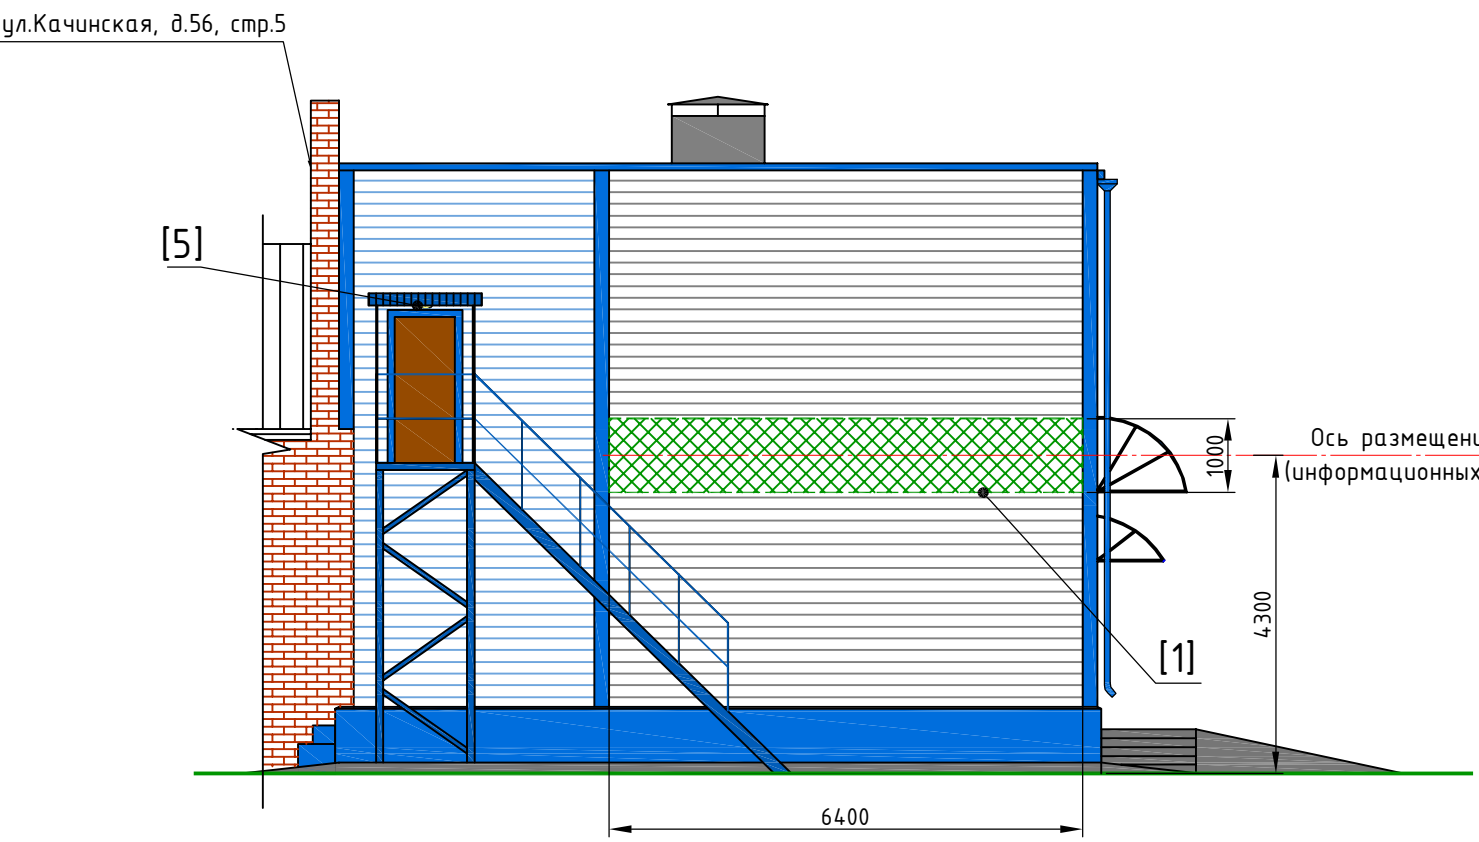 ул.Качинская, д.56, стр.5
[5]
1000
Ось размещени
(информационных
4300
[1]
6400